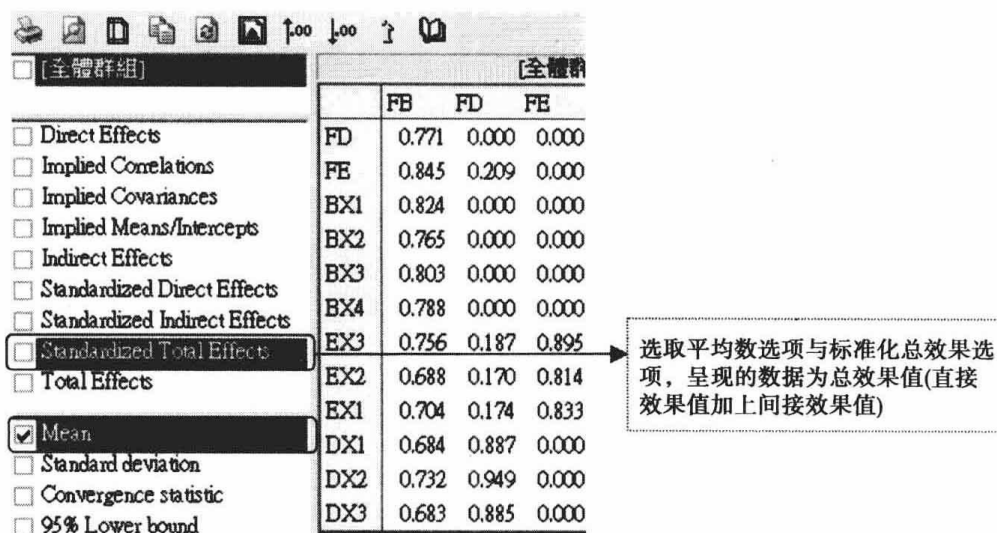 .00 .00
[全體群組]
[全體群
FB FD FE
Direct Effects
Implied Correlations
Implied Covariances
Implied Means/Intercepts
Indirect Effects
Standardized Direct Effects
Standardized Indirect Effects
Standardized Total Effects
Total Effects
Mean
Standard deviation
Convergence statistic
95% Lower bound
FD 0.771 0.000 0.000
FE 0.845 0.209 0.000
BX1 0.824 0.000 0.000
BX2 0.765 0.000 0.000
BX3 0.803 0.000 0.000
BX4 0.788 0.000 0.000
EX3 0.756 0.187 0.895
EX2 0.688 0.170 0.814
EX1 0.704 0.174 0.833
DX1 0.684 0.887 0.000
DX2 0.732 0.949 0.000
DX3 0.683 0.885 0.000
选取平均数选项与标准化总效果选
项，呈现的数据为总效果值(直接
效果值加上间接效果值)